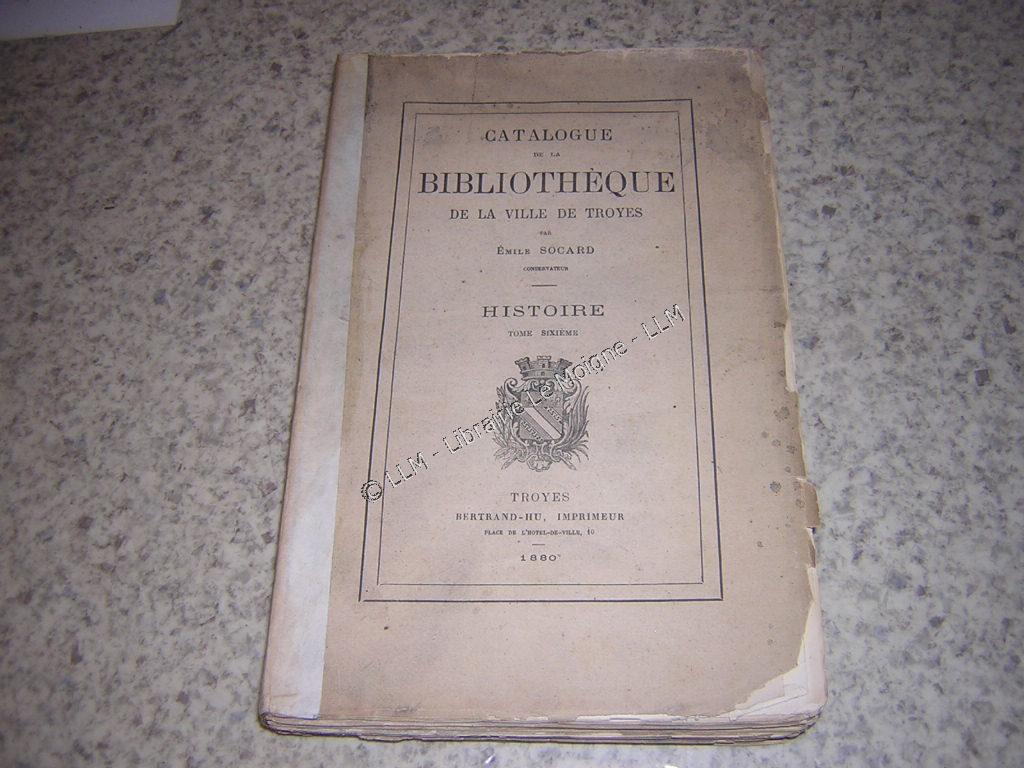 CATALOGUE
DE LA
BIBLIOTHÈQUE
DE LA VILLE DE TROYES
PAR
ÉMILE SOCARD
CONSERVATEUR
HISTOIRE
TOME SIXIÈME
© LLM - Librairie Le Moigne - LLM
TROYES
BERTRAND-HU, IMPRIMEUR
PLACE DE L'HOTEL-DE-VILLE, 10
1880